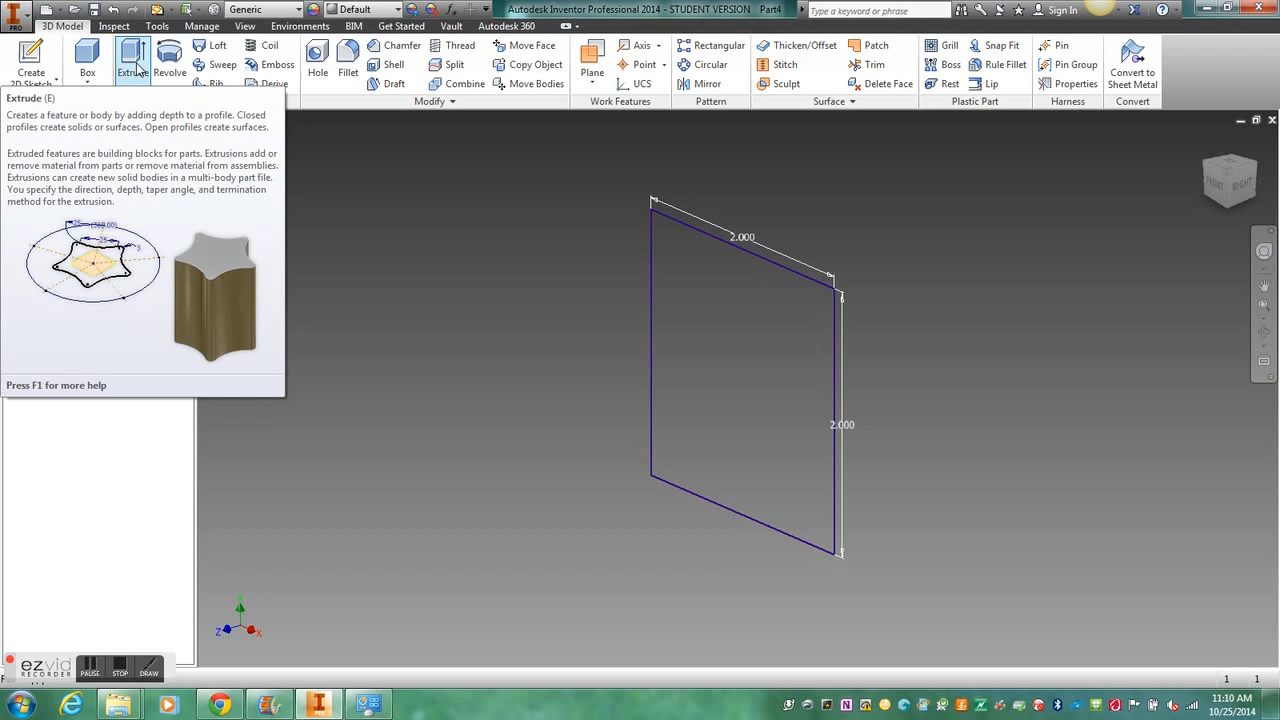 Generic
Default
Autodesk Inventor Professional 2014 - STUDENT VERSION Part4
Type a keyword or phrase
Sign In
PRO
3D Model Inspect Tools Manage View Environments BIM Get Started Vault Autodesk 360
Create
2D Sketch
Box
Extrude
Revolve
Loft
Sweep
Rib
Coil
Emboss
Derive
Hole
Fillet
Chamfer
Shell
Draft
Thread
Split
Combine
Move Face
Copy Object
Move Bodies
Modify
Plane
Axis
Point
UCS
Work Features
Rectangular
Circular
Mirror
Pattern
Thicken/Offset
Stitch
Sculpt
Patch
Trim
Delete Face
Surface
Grill
Boss
Rest
Snap Fit
Rule Fillet
Lip
Plastic Part
Pin
Pin Group
Properties
Harness
Convert to
Sheet Metal
Convert
Extrude (E)
Creates a feature or body by adding depth to a profile. Closed
profiles create solids or surfaces. Open profiles create surfaces.
Extruded features are building blocks for parts. Extrusions add or
remove material from parts or remove material from assemblies.
Extrusions can create new solid bodies in a multi-body part file.
You specify the direction, depth, taper angle, and termination
method for the extrusion.
Press F1 for more help
2.000
2.000
FRONT RIGHT
Y
Z
X
ezvid
RECORDER
PAUSE STOP DRAW
1 1
11:10 AM
10/25/2014